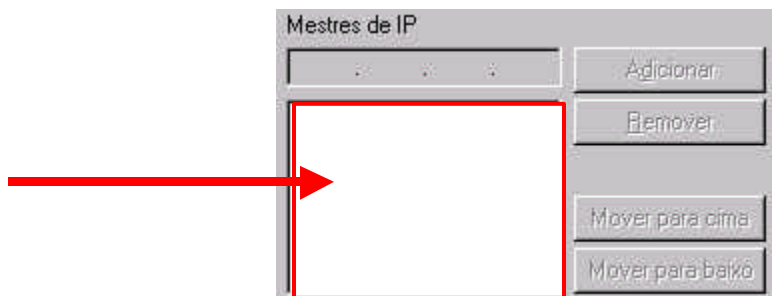 Mestres de IP
. . .
Adicionar
Remover
Mover para cima
Mover para baixo